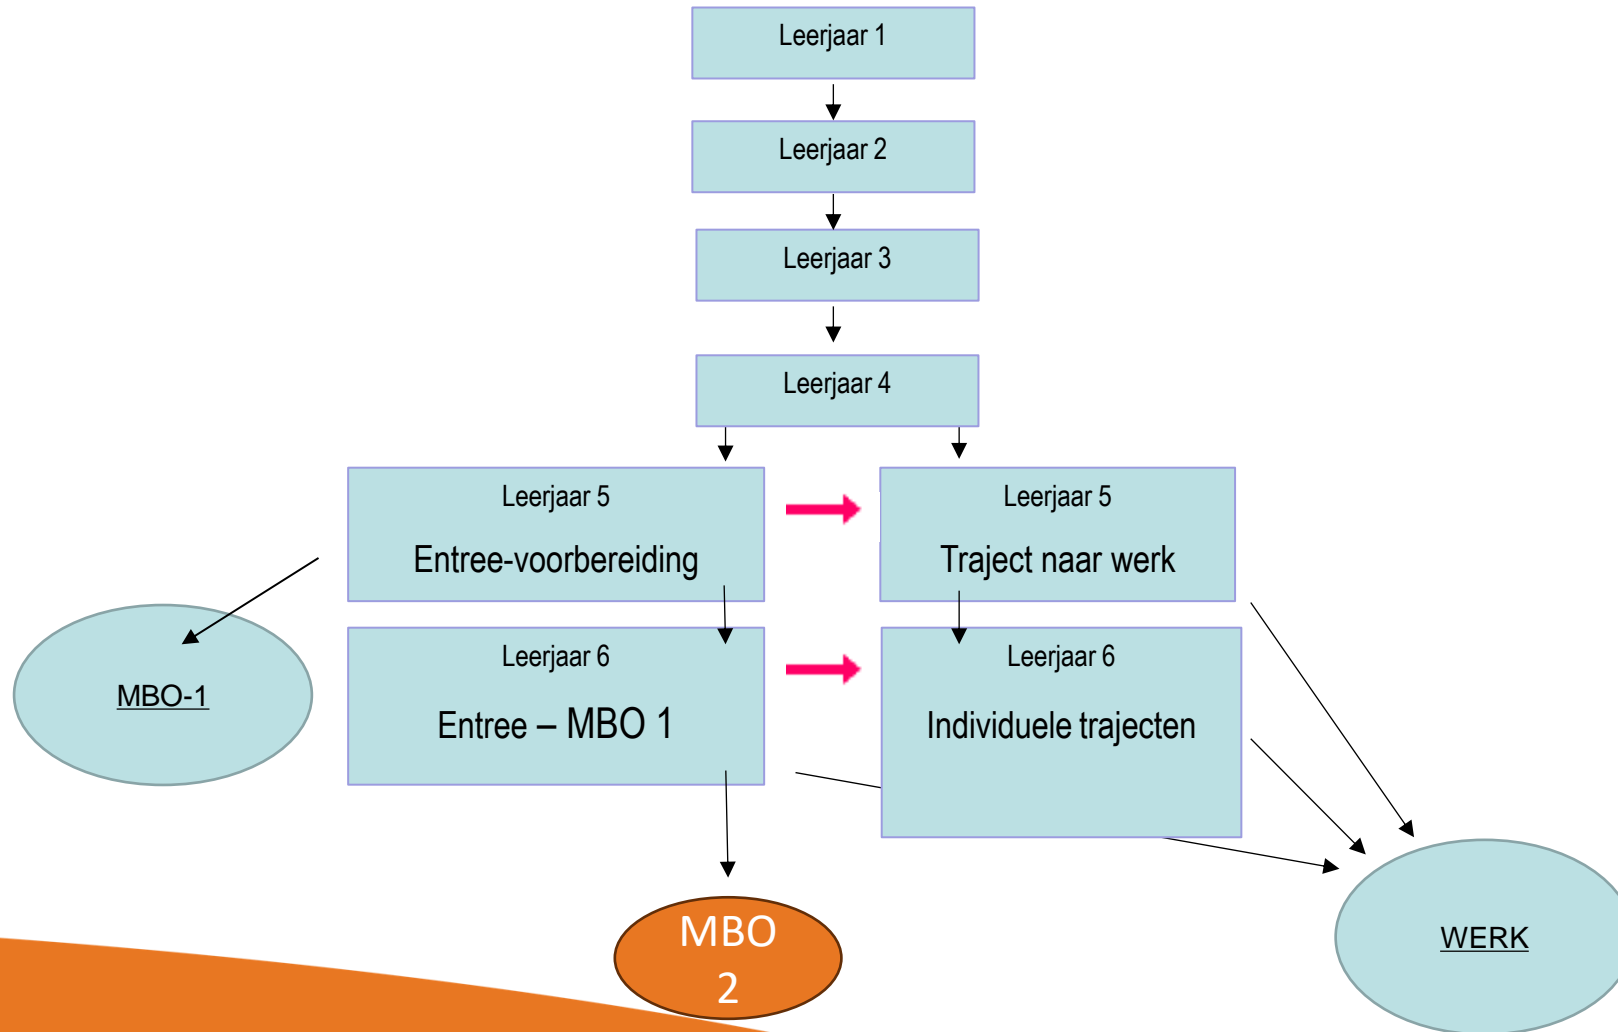 Leerjaar 1
Leerjaar 2
Leerjaar 3
Leerjaar 4
Leerjaar 5
Entree-voorbereiding
Leerjaar 5
Traject naar werk
MBO-1
Leerjaar 6
Entree – MBO 1
Leerjaar 6
Individuele trajecten
MBO
2
WERK